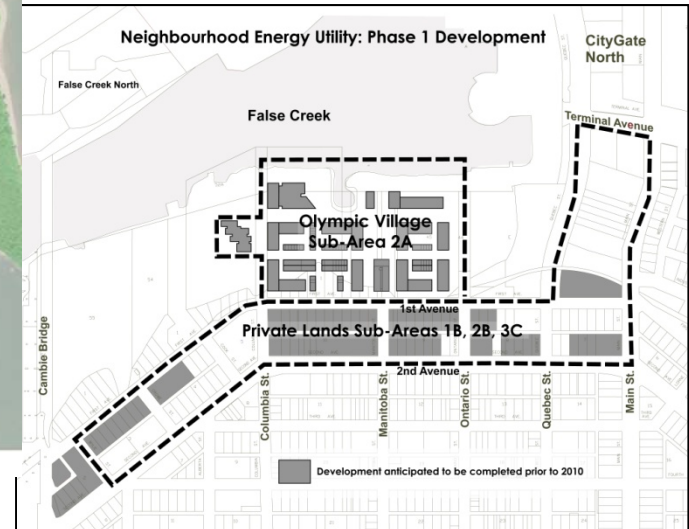 Neighbourhood Energy Utility: Phase 1 Development
CityGate
North
False Creek North
False Creek
Terminal Avenue
Olympic Village
Sub-Area 2A
1st Avenue
Private Lands Sub-Areas 1B, 2B, 3C
2nd Avenue
Cambie Bridge
Columbia St.
Manitoba St.
Ontario St.
Quebec St.
Main St.
Development anticipated to be completed prior to 2010